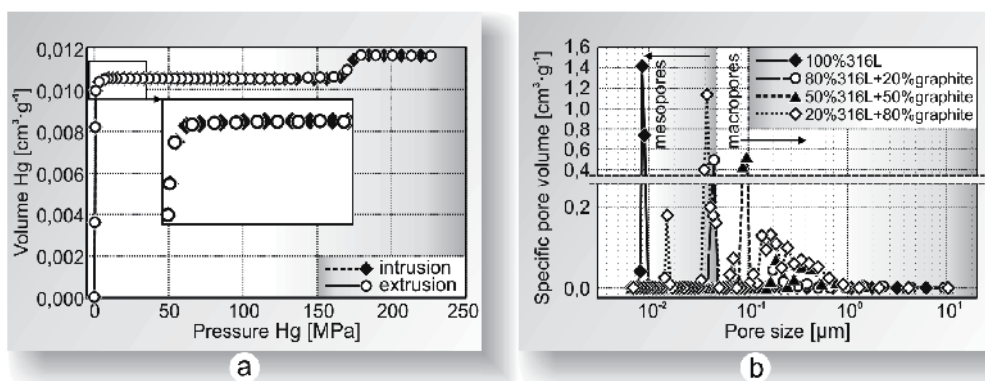 0,012
0,010
0,008
0,006
0,004
0,002
0,000
Volume Hg [cm³·g⁻¹]
intrusion
extrusion
0 50 100 150 200 250
Pressure Hg [MPa]
a
1,6
1,4
1,2
1,0
0,8
0,6
0,4
0,2
0,0
Specific pore volume [cm³·g⁻¹]
mesopores
macropores
100%316L
80%316L+20%graphite
50%316L+50%graphite
20%316L+80%graphite
10⁻² 10⁻¹ 10⁰ 10¹
Pore size [µm]
b